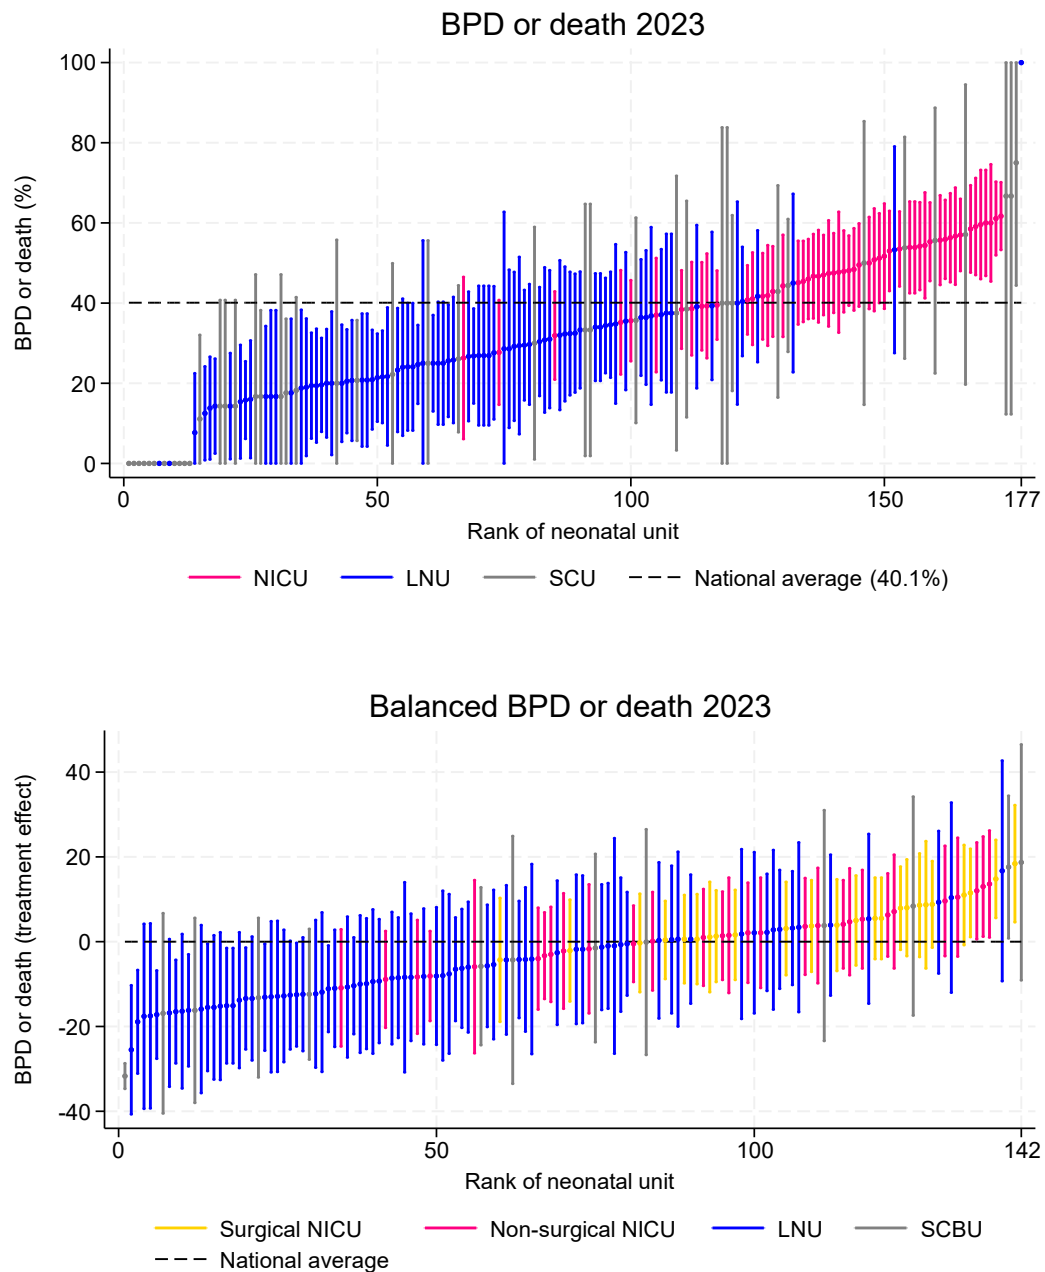 BPD or death 2023
BPD or death (%)
100
80
60
40
20
0
0 50 100 150 177
Rank of neonatal unit
NICU LNU SCU National average (40.1%)
Balanced BPD or death 2023
BPD or death (treatment effect)
40
20
0
-20
-40
0 50 100 142
Rank of neonatal unit
Surgical NICU Non-surgical NICU LNU SCBU
National average